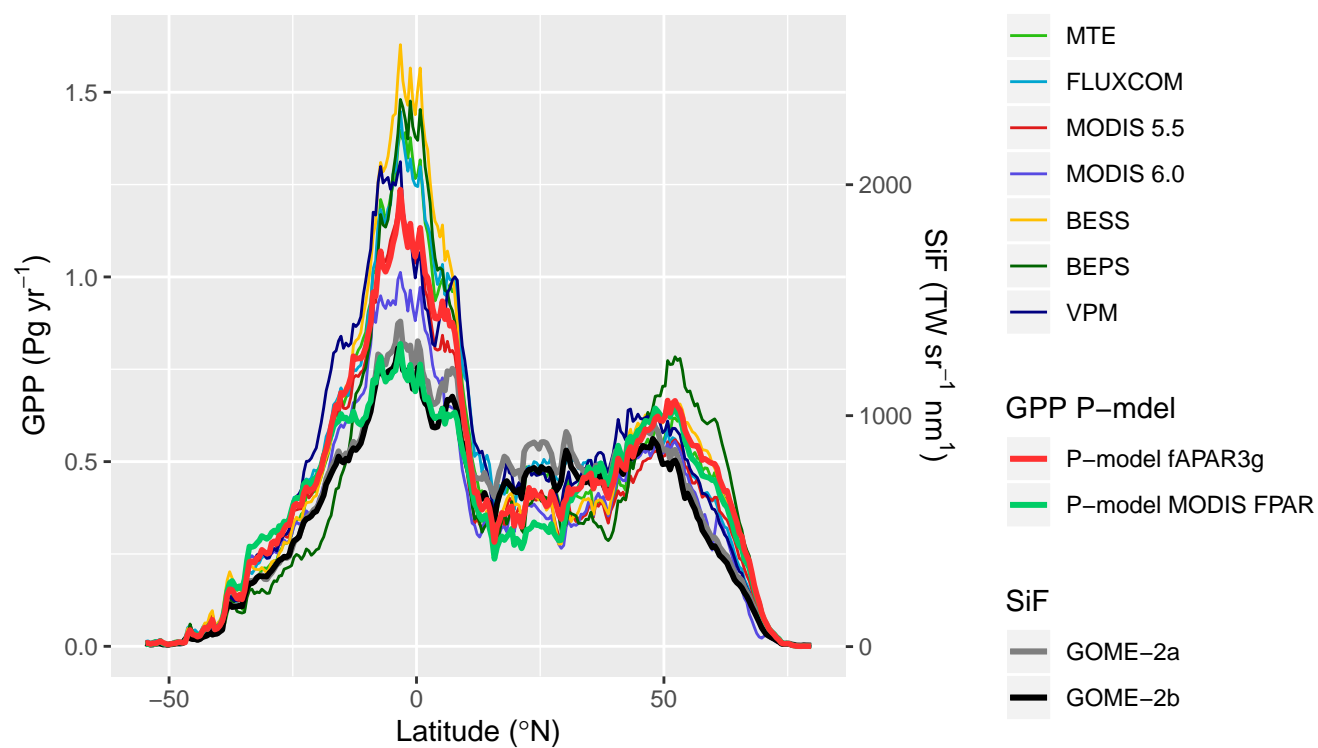 GPP (Pg yr⁻¹)
1.5
1.0
0.5
0.0
−50
0
50
Latitude (°N)
2000
1000
0
SiF (TW sr⁻¹ nm¹)
MTE
FLUXCOM
MODIS 5.5
MODIS 6.0
BESS
BEPS
VPM
GPP P−mdel
P−model fAPAR3g
P−model MODIS FPAR
SiF
GOME−2a
GOME−2b